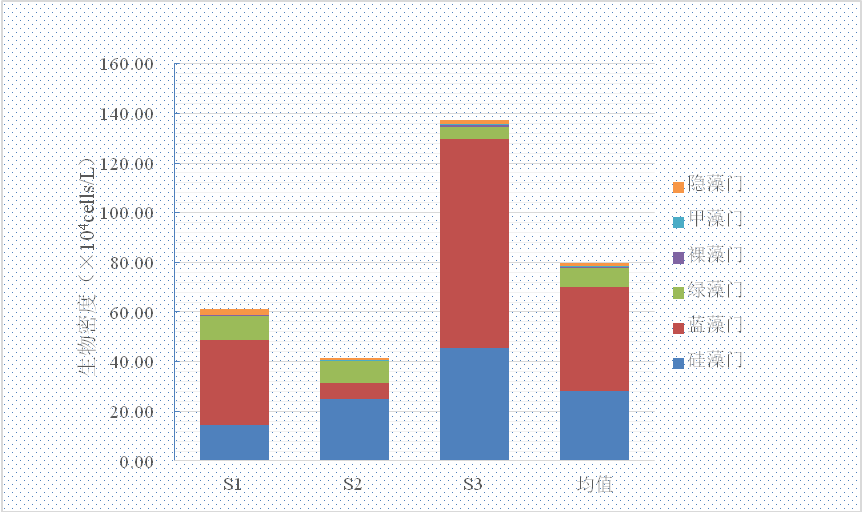 生物密度（×10⁴cells/L）
160.00
140.00
120.00
100.00
80.00
60.00
40.00
20.00
0.00
S1 S2 S3 均值
隐藻门
甲藻门
裸藻门
绿藻门
蓝藻门
硅藻门